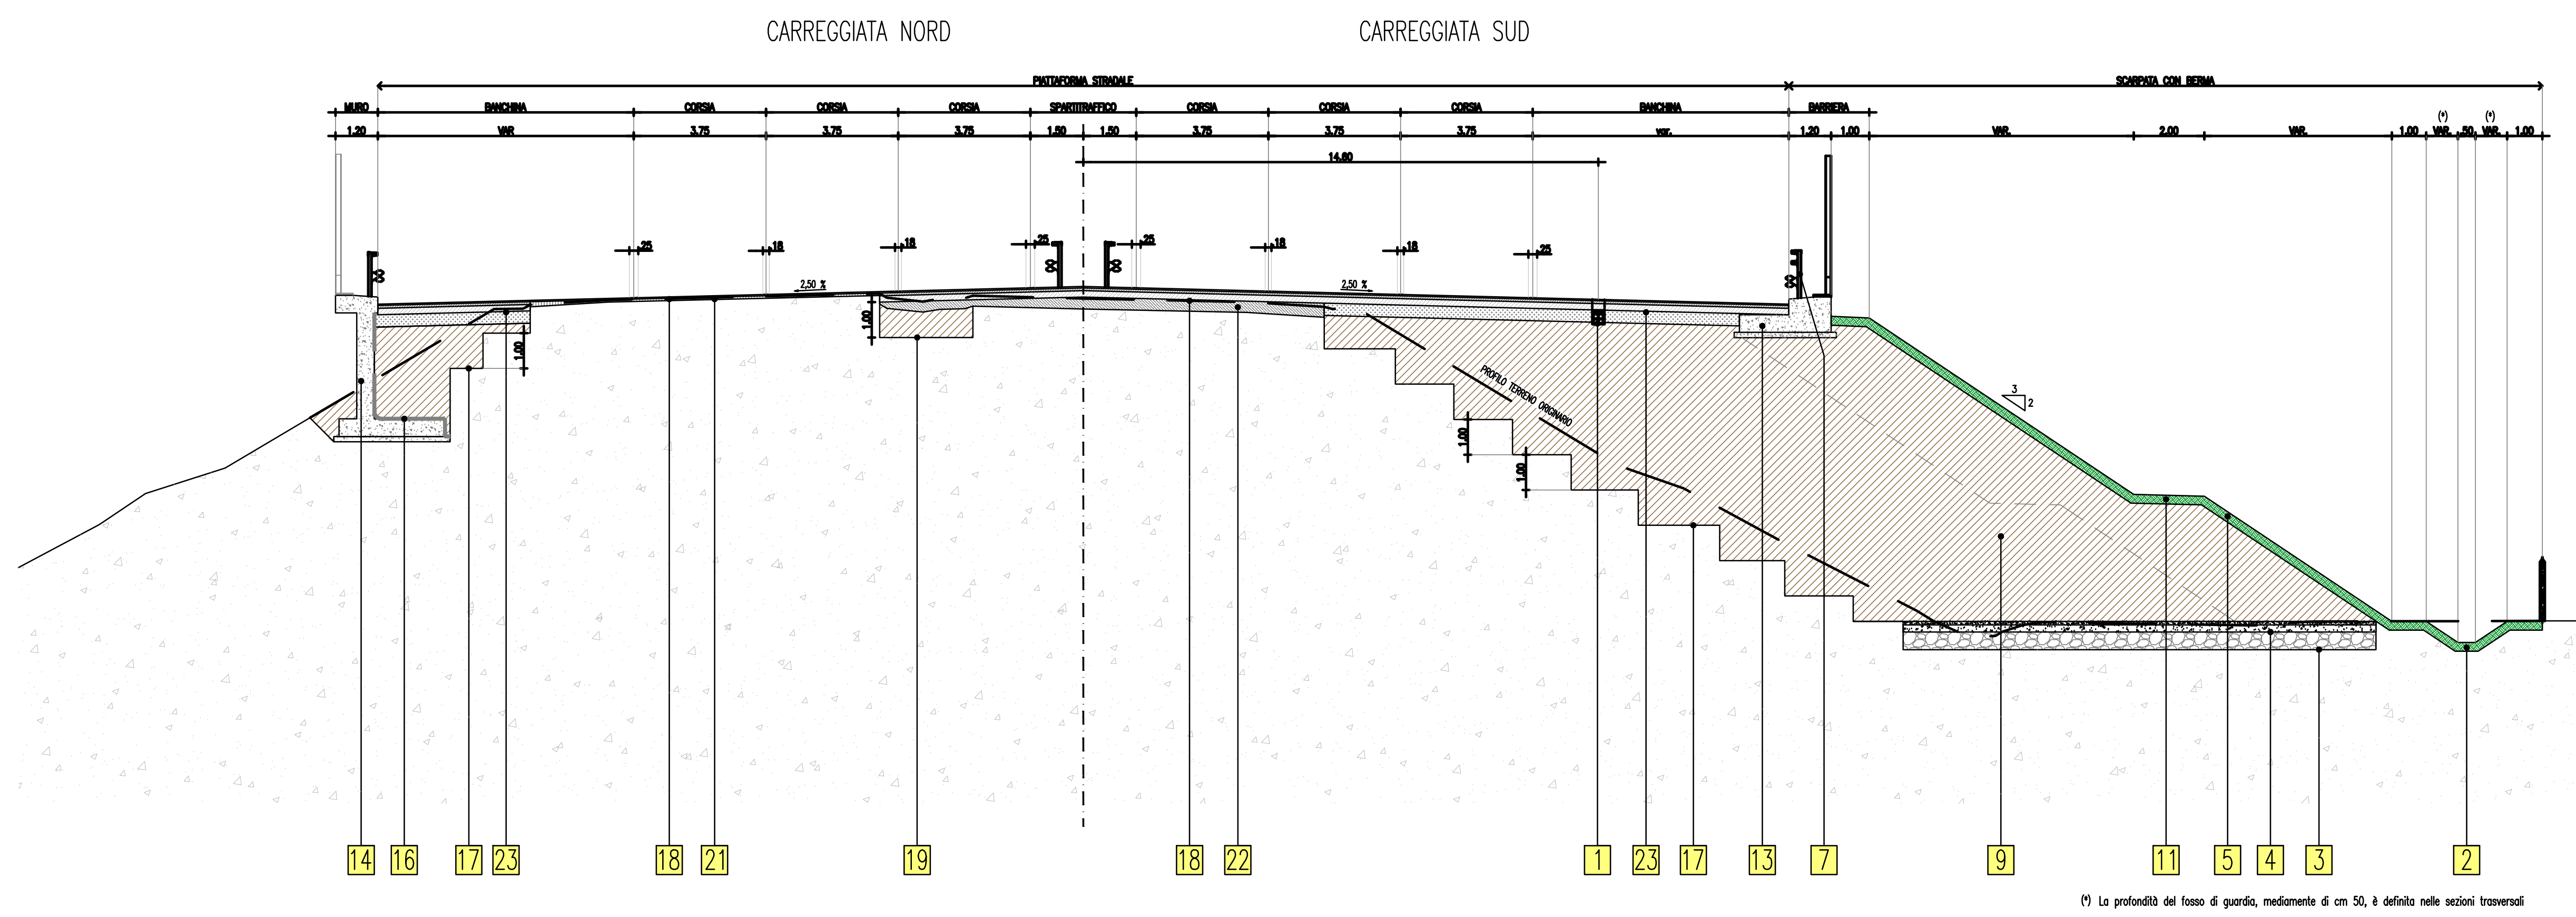 CARREGGIATA NORD CARREGGIATA SUD
PIATTAFORMA STRADALE SCARPATA CON BERMA
MURO BANCHINA CORSIA CORSIA CORSIA SPARTITRAFFICO CORSIA CORSIA CORSIA BANCHINA BARRIERA
(*) (*)
1.20 VAR 3.75 3.75 3.75 1.50 1.50 3.75 3.75 3.75 var. 1.20 1.00 VAR. 2.00 VAR. 1.00 VAR. .50 VAR. 1.00
14.60
.25 .18 .18 .25 .25 .18 .18 .25
2,50 % 2,50 %
1.00
1.00
PROFILO TERRENO ORIGINARIO
3
2
1.00
1.00
14 16 17 23 18 21 19 18 22 1 23 17 13 7 9 11 5 4 3 2
(*) La profondità del fosso di guardia, mediamente di cm 50, è definita nelle sezioni trasversali